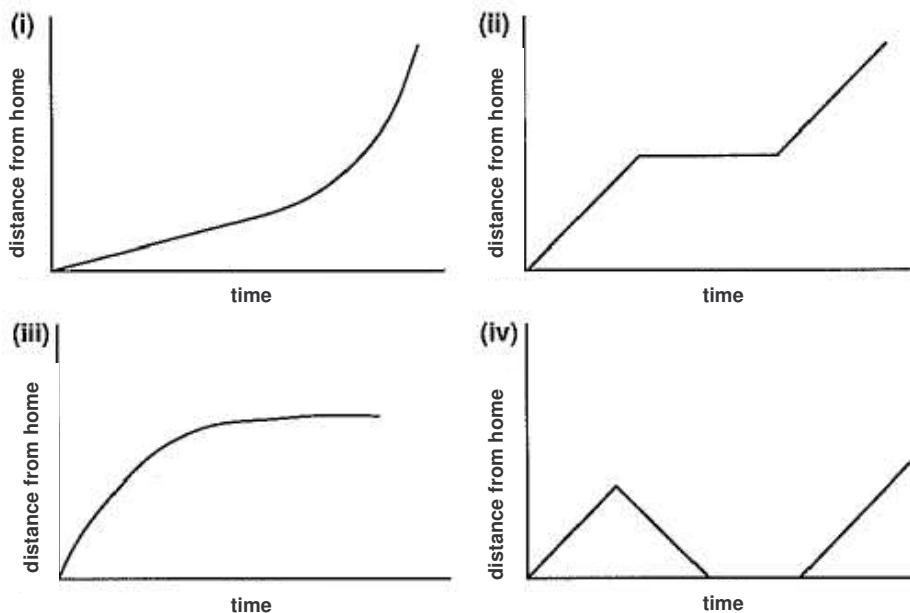 (i)
distance from home
time
(ii)
distance from home
time
(iii)
distance from home
time
(iv)
distance from home
time